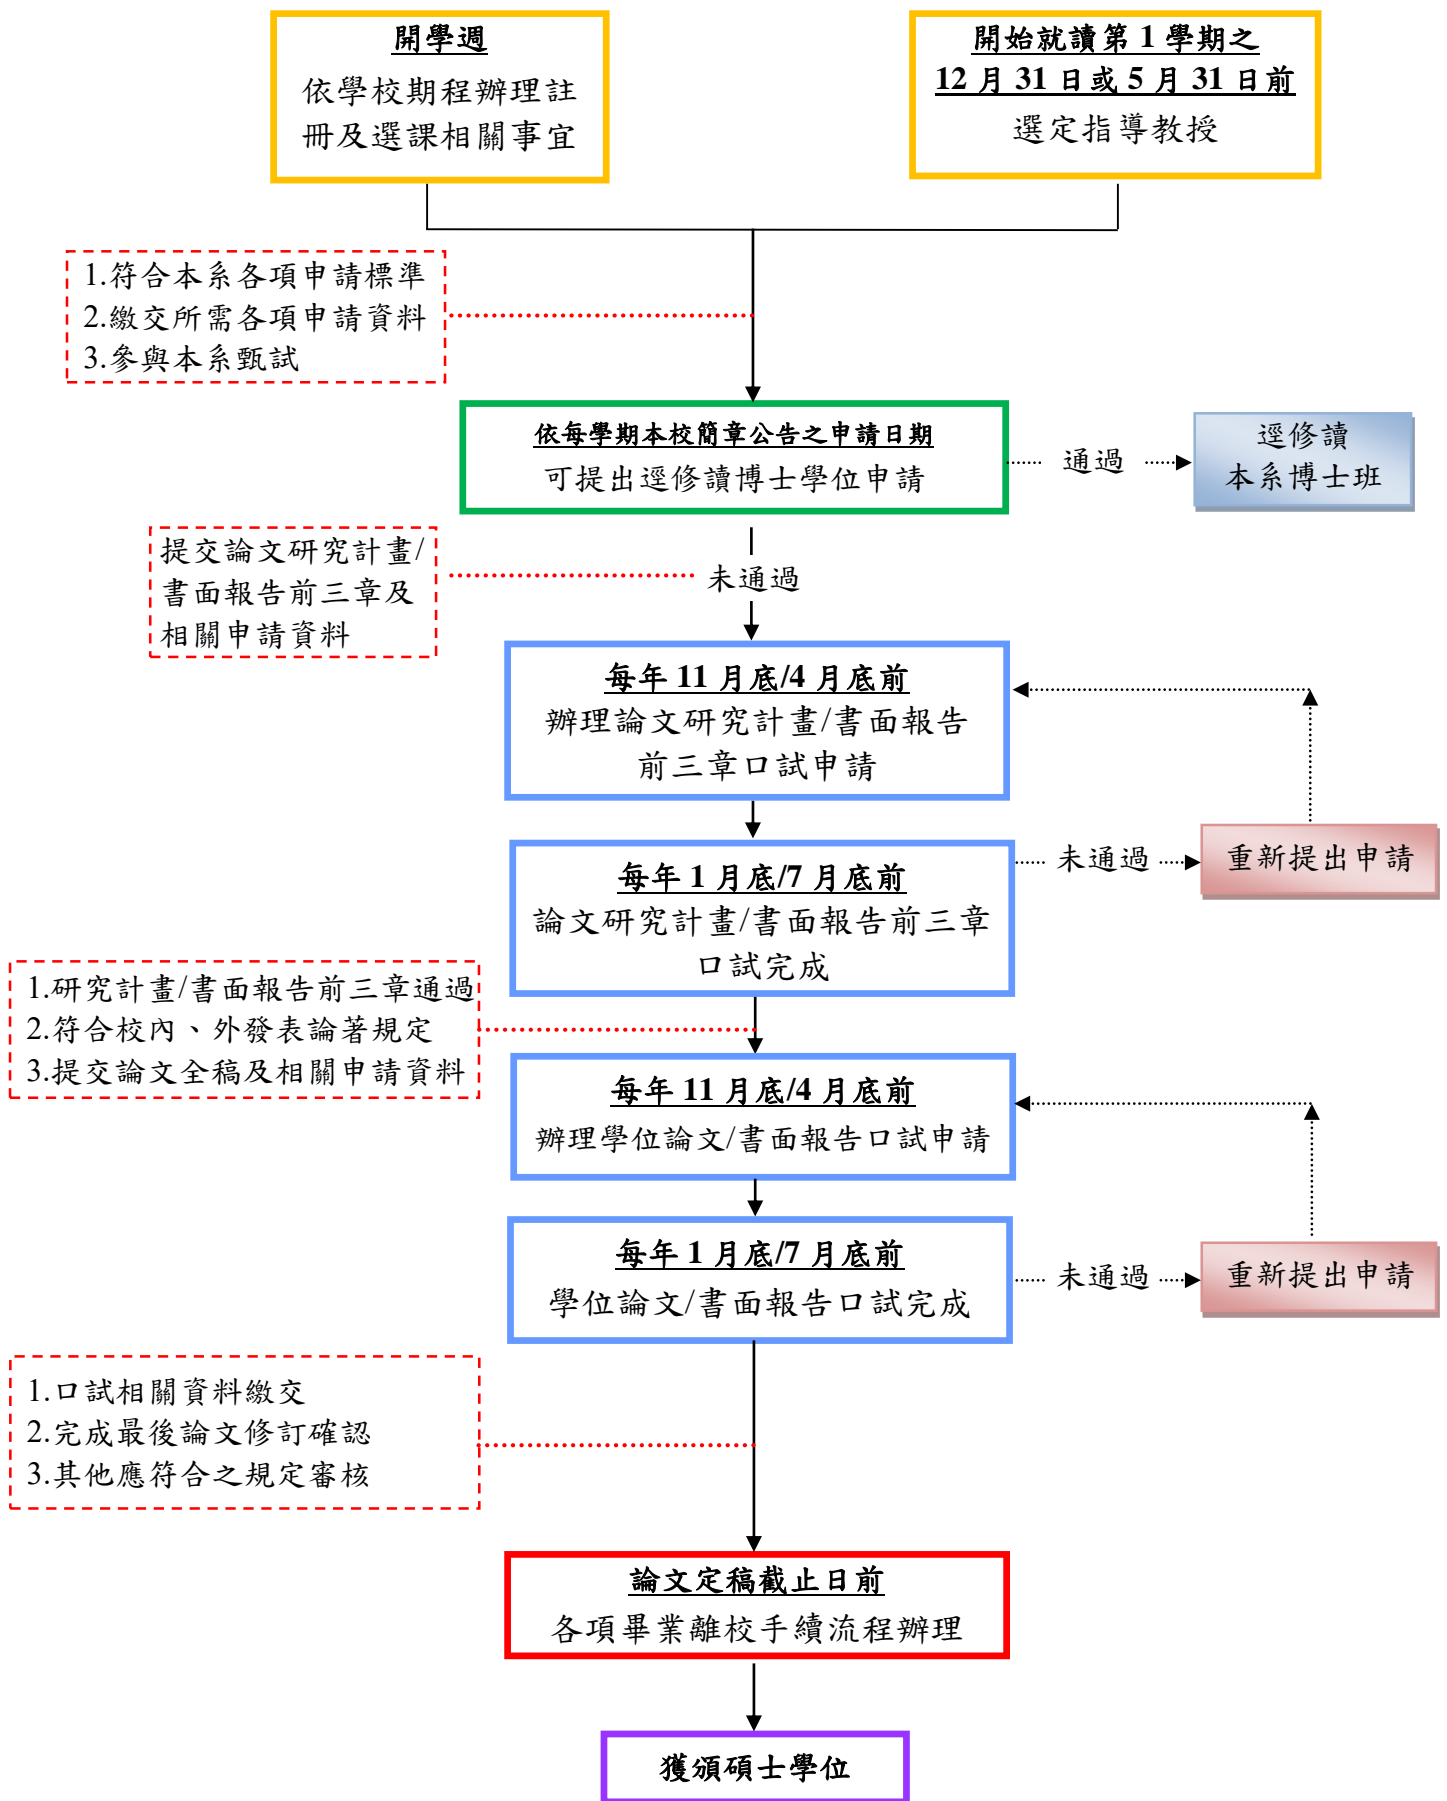 開學週
依學校期程辦理註
冊及選課相關事宜
開始就讀第 1 學期之
12 月 31 日或 5 月 31 日前
選定指導教授
1.符合本系各項申請標準
2.繳交所需各項申請資料
3.參與本系甄試
依每學期本校簡章公告之申請日期
可提出逕修讀博士學位申請
通過
逕修讀
本系博士班
提交論文研究計畫/
書面報告前三章及
相關申請資料
未通過
每年 11 月底/4 月底前
辦理論文研究計畫/書面報告
前三章口試申請
每年 1 月底/7 月底前
論文研究計畫/書面報告前三章
口試完成
未通過
重新提出申請
1.研究計畫/書面報告前三章通過
2.符合校內、外發表論著規定
3.提交論文全稿及相關申請資料
每年 11 月底/4 月底前
辦理學位論文/書面報告口試申請
每年 1 月底/7 月底前
學位論文/書面報告口試完成
未通過
重新提出申請
1.口試相關資料繳交
2.完成最後論文修訂確認
3.其他應符合之規定審核
論文定稿截止日前
各項畢業離校手續流程辦理
獲頒碩士學位